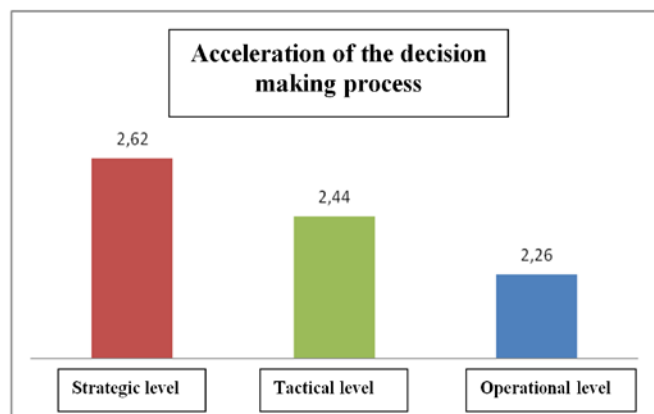 Acceleration of the decision
making process
2,62
2,44
2,26
Strategic level
Tactical level
Operational level